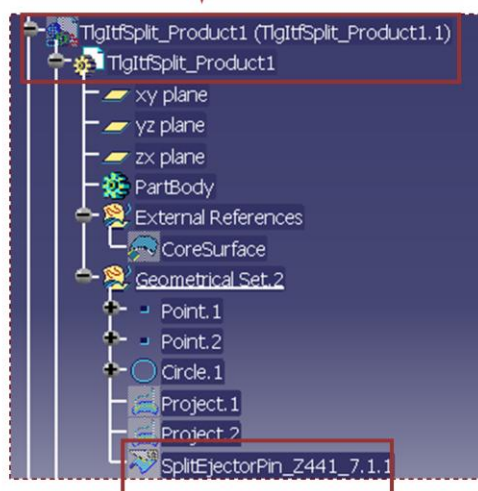 TlgItfSplit_Product1 (TlgItfSplit_Product1.1)
TlgItfSplit_Product1
xy plane
yz plane
zx plane
PartBody
External References
CoreSurface
Geometrical Set.2
Point.1
Point.2
Circle.1
Project.1
Project.2
SplitEjectorPin_Z441_7.1.1